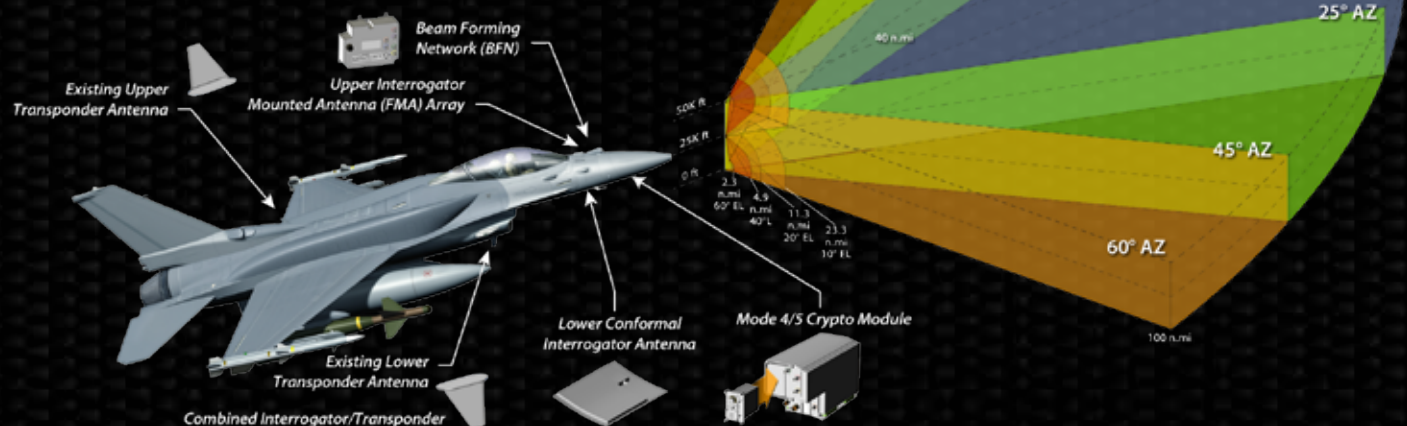 Beam Forming
Network (BFN)
Existing Upper
Transponder Antenna
Upper Interrogator
Mounted Antenna (FMA) Array
Lower Conformal
Interrogator Antenna
Mode 4/5 Crypto Module
Existing Lower
Transponder Antenna
Combined Interrogator/Transponder
50K ft
25K ft
0 ft
2.3
n.mi
60° EL
4.9
n.mi
40°L
11.3
n.mi
20° EL
23.3
n.mi
10° EL
40 n.mi
25° AZ
45° AZ
60° AZ
100 n.mi